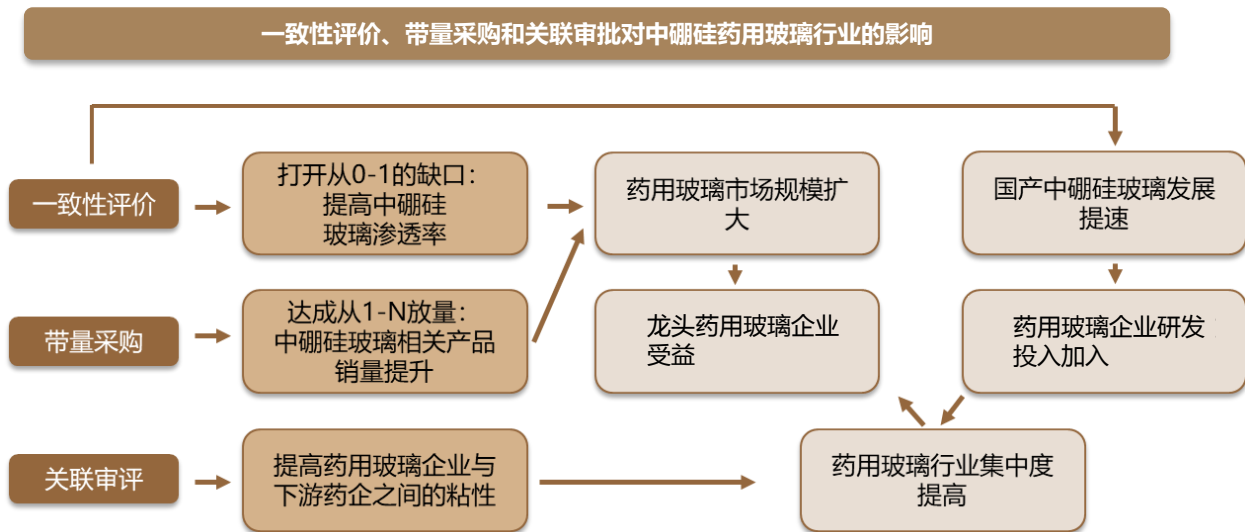 一致性评价、带量采购和关联审批对中硼硅药用玻璃行业的影响
一致性评价
打开从0-1的缺口：
提高中硼硅
玻璃渗透率
药用玻璃市场规模扩
大
国产中硼硅玻璃发展
提速
带量采购
达成从1-N放量：
中硼硅玻璃相关产品
销量提升
龙头药用玻璃企业
受益
药用玻璃企业研发
投入加入
关联审评
提高药用玻璃企业与
下游药企之间的粘性
药用玻璃行业集中度
提高